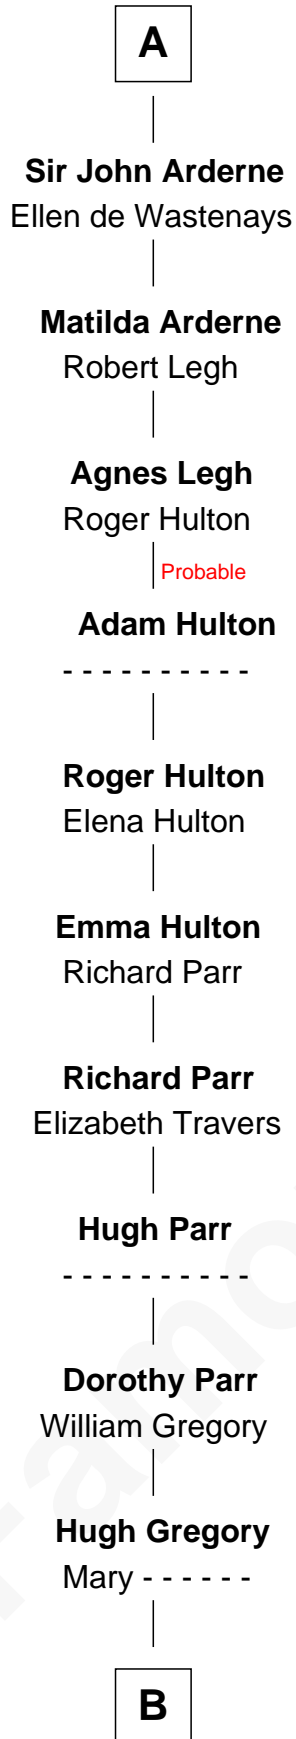 A
Sir John Arderne
Ellen de Wastenays
Matilda Arderne
Robert Legh
Agnes Legh
Roger Hulton
Probable
Adam Hulton
- - - - - - - - - -
Roger Hulton
Elena Hulton
Emma Hulton
Richard Parr
Richard Parr
Elizabeth Travers
Hugh Parr
- - - - - - - - - -
Dorothy Parr
William Gregory
Hugh Gregory
Mary - - - - - -
B